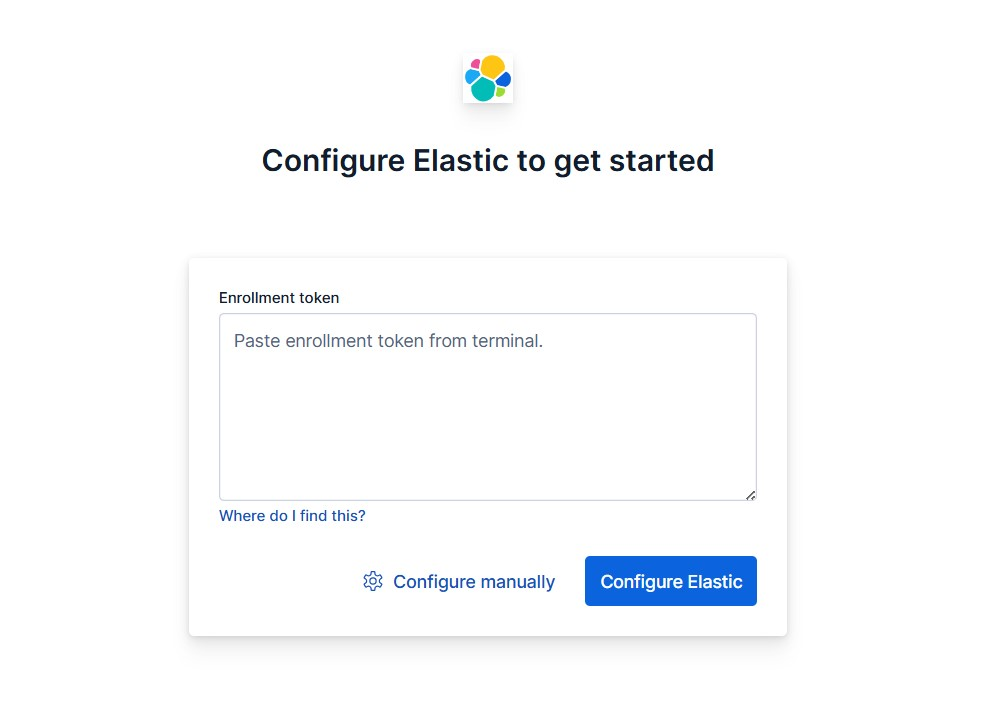 Configure Elastic to get started
Enrollment token
Paste enrollment token from terminal.
Where do I find this?
Configure manually
Configure Elastic